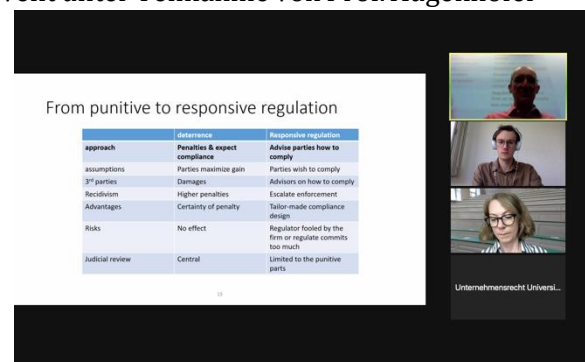 From punitive to responsive regulation
deterrence Responsive regulation
approach Penalties & expect compliance Advise parties how to comply
assumptions Parties maximize gain Parties wish to comply
3rd parties Damages Advisors on how to comply
Recidivism Higher penalties Escalate enforcement
Advantages Certainty of penalty Tailor-made compliance design
Risks No effect Regulator fooled by the firm or regulate commits too much
Judicial review Central Limited to the punitive parts
Unternehmensrecht Universi...